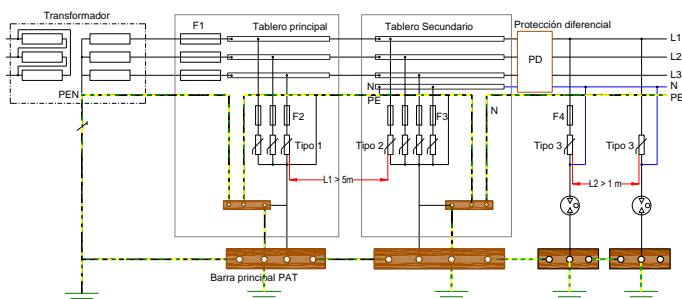 Transformador
F1
Tablero principal
Tablero Secundario
Protección diferencial
L1
L2
L3
N
PE
PD
PEN
N
PE
N
F2
F3
F4
Tipo 1
Tipo 2
Tipo 3
Tipo 3
L1 > 5m
L2 > 1 m
Barra principal PAT